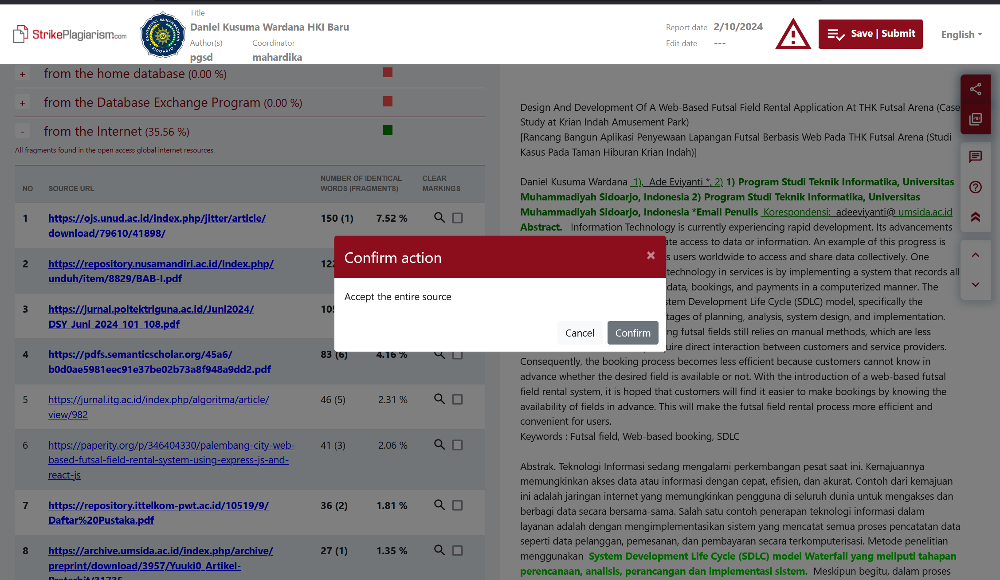 StrikePlagiarism.com
UNIVERSITAS MUHAMMADIYAH
SIDOARJO
Title
Daniel Kusuma Wardana HKI Baru
Author(s) Coordinator
pgsd mahardika
Report date 2/10/2024
Edit date ---
Save | Submit
English
+ from the home database (0.00 %)
+ from the Database Exchange Program (0.00 %)
- from the Internet (35.56 %)
All fragments found in the open access global internet resources.
NO SOURCE URL NUMBER OF IDENTICAL WORDS (FRAGMENTS) CLEAR MARKINGS
1 https://ojs.unud.ac.id/index.php/jitter/article/ 150 (1) 7.52 %
download/79610/41898/
2 https://repository.nusamandiri.ac.id/index.php/ 122
unduh/item/8829/BAB-I.pdf
3 https://jurnal.poltektriguna.ac.id/Juni2024/ 105
DSY_Juni_2024_101_108.pdf
4 https://pdfs.semanticscholar.org/45a6/ 83 (6) 4.16 %
b0d0ae5981eec91e37be02b73a8f948a9dd2.pdf
5 https://jurnal.itg.ac.id/index.php/algoritma/article/ 46 (5) 2.31 %
view/982
6 https://paperity.org/p/346404330/palembang-city-web- 41 (3) 2.06 %
based-futsal-field-rental-system-using-express-js-and-
react-js
7 https://repository.ittelkom-pwt.ac.id/10519/9/ 36 (2) 1.81 %
Daftar%20Pustaka.pdf
8 https://archive.umsida.ac.id/index.php/archive/ 27 (1) 1.35 %
preprint/download/3957/Yuuki0_Artikel-
Praterbit/31735
Confirm action
×
Accept the entire source
Cancel Confirm
Design And Development Of A Web-Based Futsal Field Rental Application At THK Futsal Arena (Case
Study at Krian Indah Amusement Park)
[Rancang Bangun Aplikasi Penyewaan Lapangan Futsal Berbasis Web Pada THK Futsal Arena (Studi
Kasus Pada Taman Hiburan Krian Indah)]
Daniel Kusuma Wardana 1), Ade Eviyanti *, 2) 1) Program Studi Teknik Informatika, Universitas
Muhammadiyah Sidoarjo, Indonesia 2) Program Studi Teknik Informatika, Universitas
Muhammadiyah Sidoarjo, Indonesia *Email Penulis Korespondensi: adeeviyanti@ umsida.ac.id
Abstract. Information Technology is currently experiencing rapid development. Its advancements
ate access to data or information. An example of this progress is
s users worldwide to access and share data collectively. One
technology in services is by implementing a system that records all
data, bookings, and payments in a computerized manner. The
stem Development Life Cycle (SDLC) model, specifically the
tages of planning, analysis, system design, and implementation.
ng futsal fields still relies on manual methods, which are less
uire direct interaction between customers and service providers.
Consequently, the booking process becomes less efficient because customers cannot know in
advance whether the desired field is available or not. With the introduction of a web-based futsal
field rental system, it is hoped that customers will find it easier to make bookings by knowing the
availability of fields in advance. This will make the futsal field rental process more efficient and
convenient for users.
Keywords : Futsal field, Web-based booking, SDLC
Abstrak. Teknologi Informasi sedang mengalami perkembangan pesat saat ini. Kemajuannya
memungkinkan akses data atau informasi dengan cepat, efisien, dan akurat. Contoh dari kemajuan
ini adalah jaringan internet yang memungkinkan pengguna di seluruh dunia untuk mengakses dan
berbagi data secara bersama-sama. Salah satu contoh penerapan teknologi informasi dalam
layanan adalah dengan mengimplementasikan sistem yang mencatat semua proses pencatatan data
seperti data pelanggan, pemesanan, dan pembayaran secara terkomputerisasi. Metode penelitian
menggunakan System Development Life Cycle (SDLC) model Waterfall yang meliputi tahapan
perencanaan, analisis, perancangan dan implementasi sistem. Meskipun begitu, dalam proses
PDF